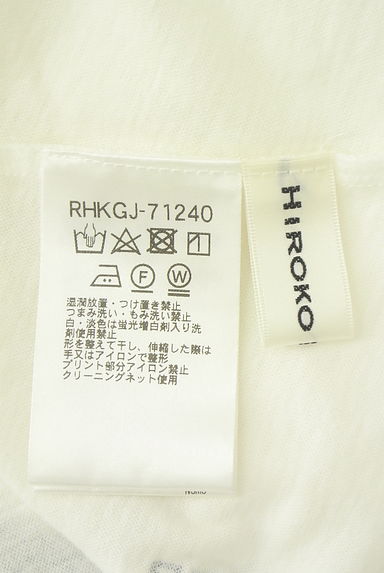 RHKGJ-71240
F W
湿潤放置・つけ置き禁止
つまみ洗い・もみ洗い禁止
白・淡色は蛍光増白剤入り洗
剤使用禁止
形を整えて干し、伸縮した際は
手又はアイロンで整形
プリント部分アイロン禁止
クリーニングネット使用
HIROKO